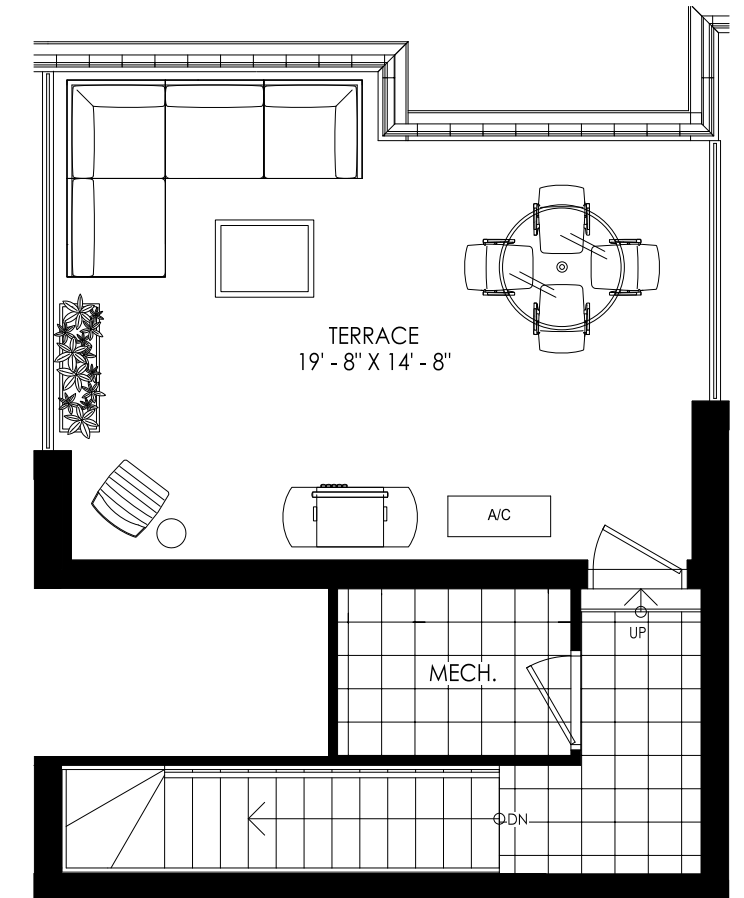 TERRACE
19' - 8" X 14' - 8"
A/C
UP
MECH.
DN